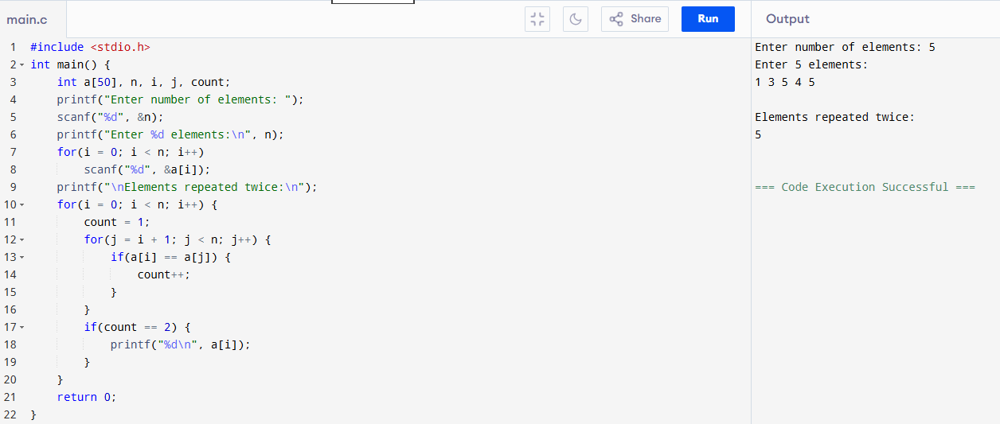 main.c
Share
Run
Output
1 #include <stdio.h>
2 int main() {
3     int a[50], n, i, j, count;
4     printf("Enter number of elements: ");
5     scanf("%d", &n);
6     printf("Enter %d elements:\n", n);
7     for(i = 0; i < n; i++)
8         scanf("%d", &a[i]);
9     printf("\nElements repeated twice:\n");
10     for(i = 0; i < n; i++) {
11         count = 1;
12         for(j = i + 1; j < n; j++) {
13             if(a[i] == a[j]) {
14                 count++;
15             }
16         }
17         if(count == 2) {
18             printf("%d\n", a[i]);
19         }
20     }
21     return 0;
22 }
Enter number of elements: 5
Enter 5 elements:
1 3 5 4 5
Elements repeated twice:
5
=== Code Execution Successful ===